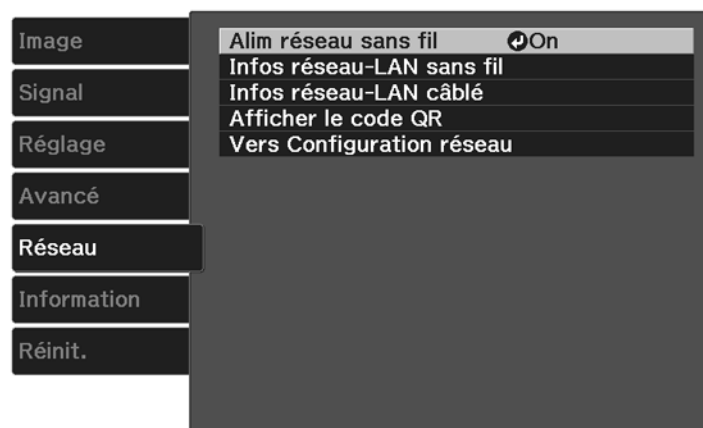 Image
Signal
Réglage
Avancé
Réseau
Information
Réinit.
Alim réseau sans fil On
Infos réseau-LAN sans fil
Infos réseau-LAN câblé
Afficher le code QR
Vers Configuration réseau